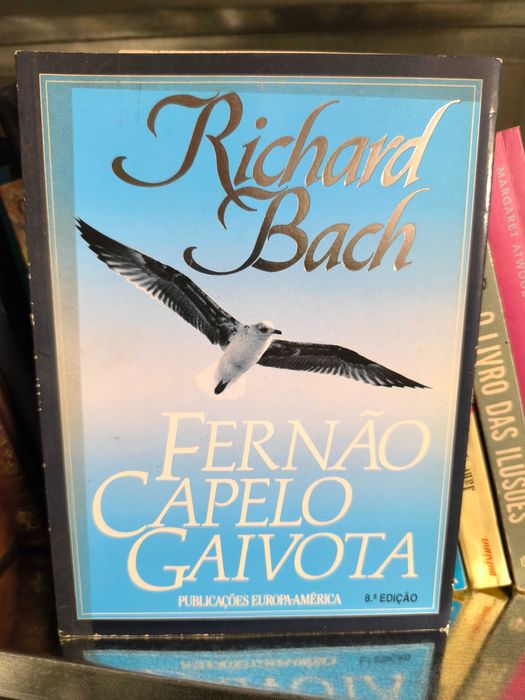 Richard
Bach
FERNÃO
CAPELO
GAIVOTA
PUBLICAÇÕES EUROPA-AMÉRICA
8.ª EDIÇÃO
MARGARET ATWOOD
O LIVRO DAS ILUSÕES